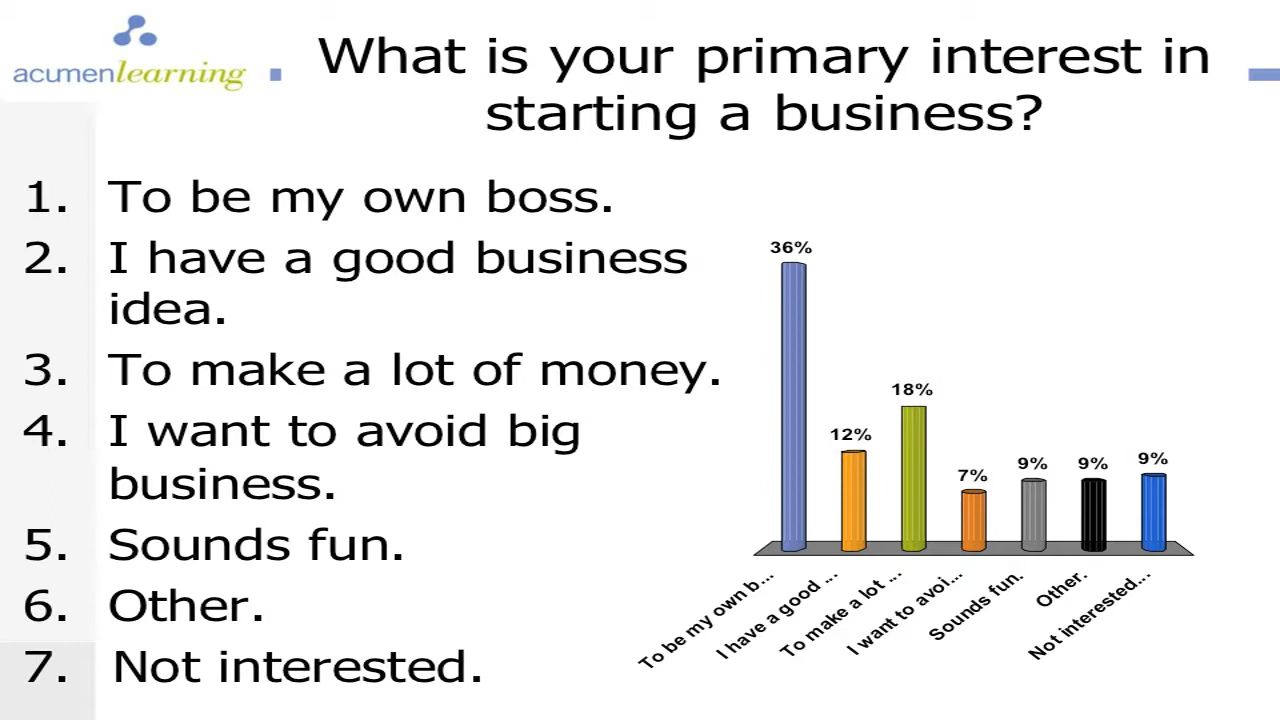 acumenlearning
What is your primary interest in
starting a business?
1. To be my own boss.
2. I have a good business
idea.
3. To make a lot of money.
4. I want to avoid big
business.
5. Sounds fun.
6. Other.
7. Not interested.
36%
12%
18%
7%
9%
9%
9%
To be my own b...
I have a good ...
To make a lot ...
I want to avoi...
Sounds fun.
Other.
Not interested...